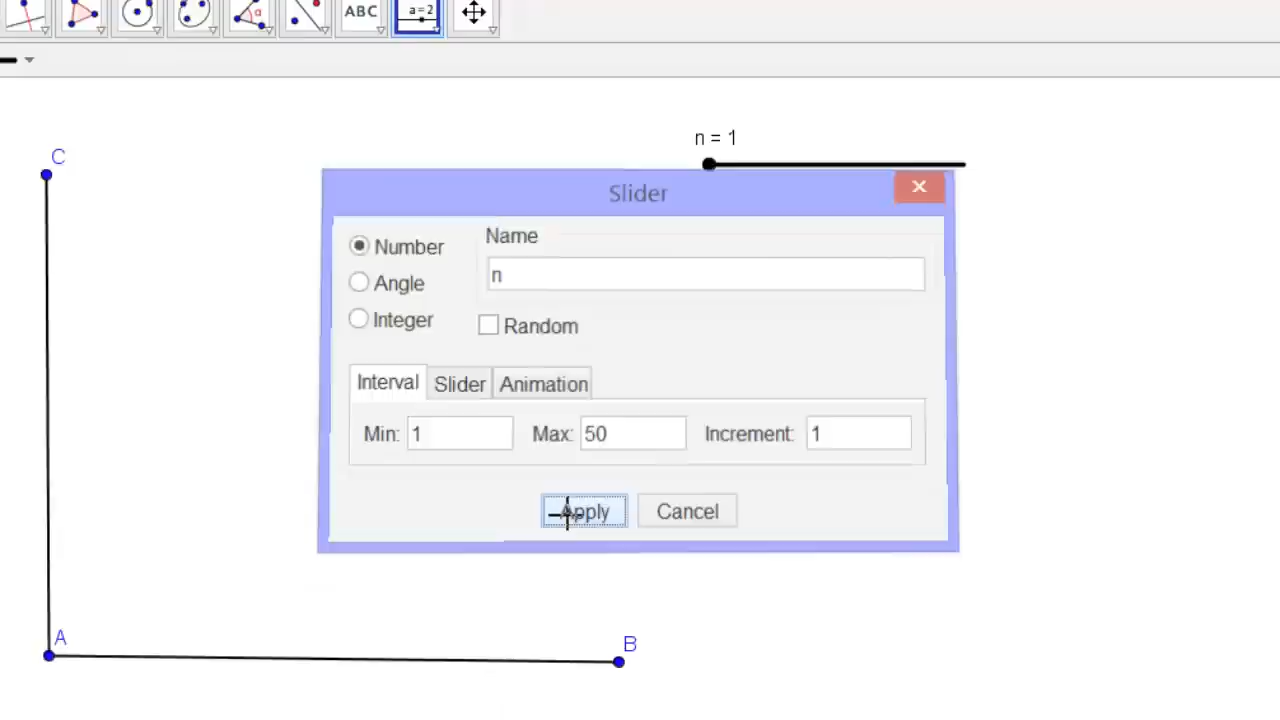 ABC a=2
n = 1
C
Slider
Number
Name
n
Angle
Integer
Random
Interval Slider Animation
Min: 1 Max: 50 Increment: 1
Apply Cancel
A
B